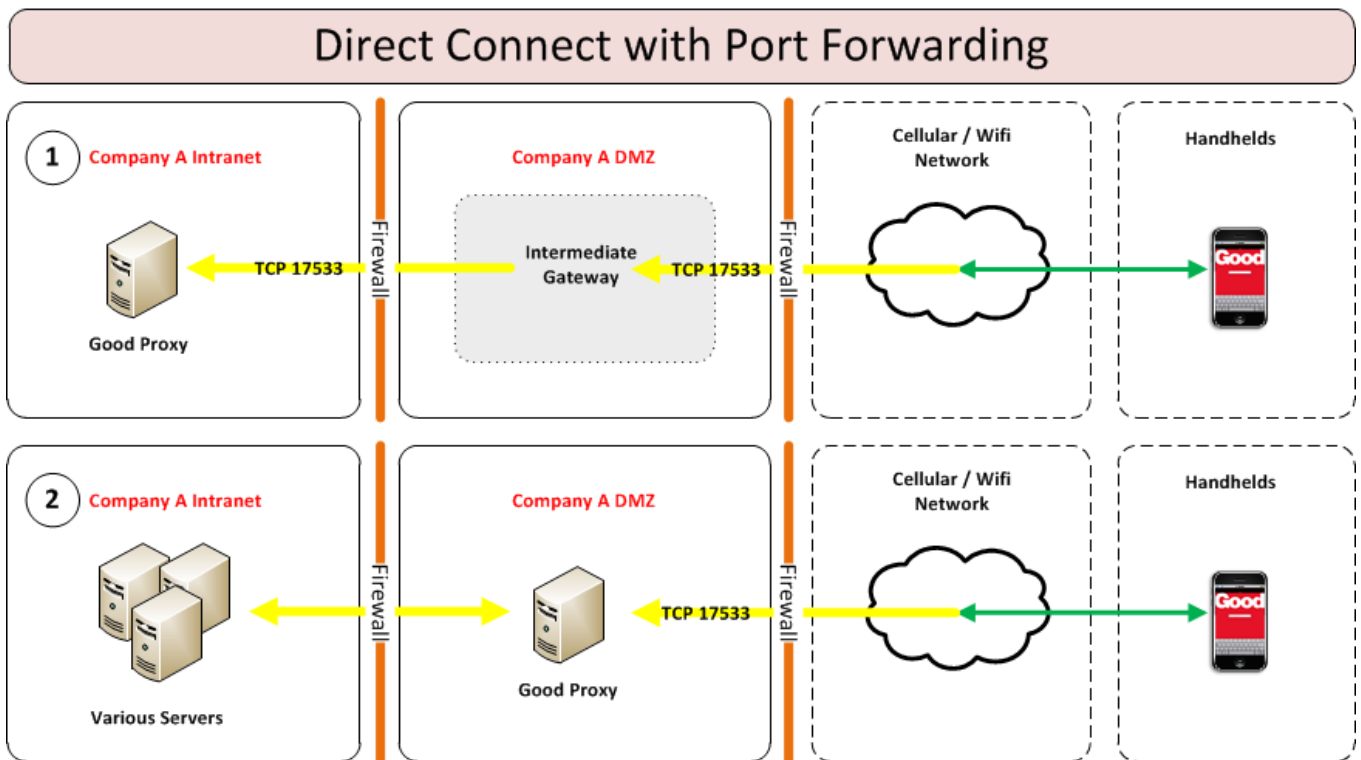 Direct Connect with Port Forwarding
1
Company A Intranet
Company A DMZ
Cellular / Wifi
Network
Handhelds
Firewall
Firewall
Intermediate
Gateway
TCP 17533
TCP 17533
Good
Good Proxy
2
Company A Intranet
Company A DMZ
Cellular / Wifi
Network
Handhelds
Firewall
Firewall
TCP 17533
Good
Good Proxy
Various Servers